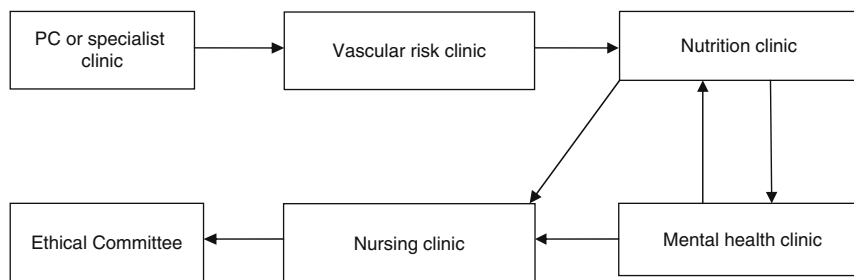 PC or specialist
clinic
Vascular risk clinic
Nutrition clinic
Ethical Committee
Nursing clinic
Mental health clinic